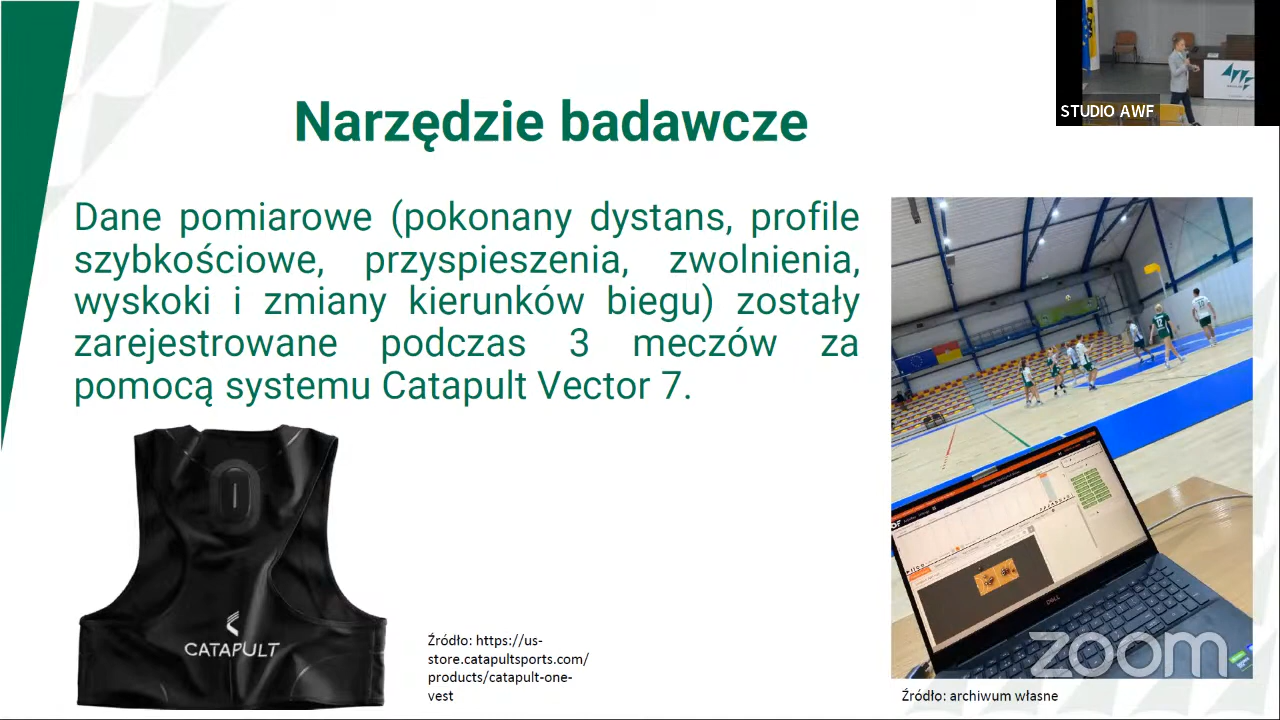 STUDIO AWF
Narzędzie badawcze
Dane pomiarowe (pokonany dystans, profile
szybkościowe, przyspieszenia, zwolnienia,
wyskoki i zmiany kierunków biegu) zostały
zarejestrowane podczas 3 meczów za
pomocą systemu Catapult Vector 7.
CATAPULT
Źródło: https://us-
store.catapultsports.com/
products/catapult-one-
vest
DELL
zoom
Źródło: archiwum własne